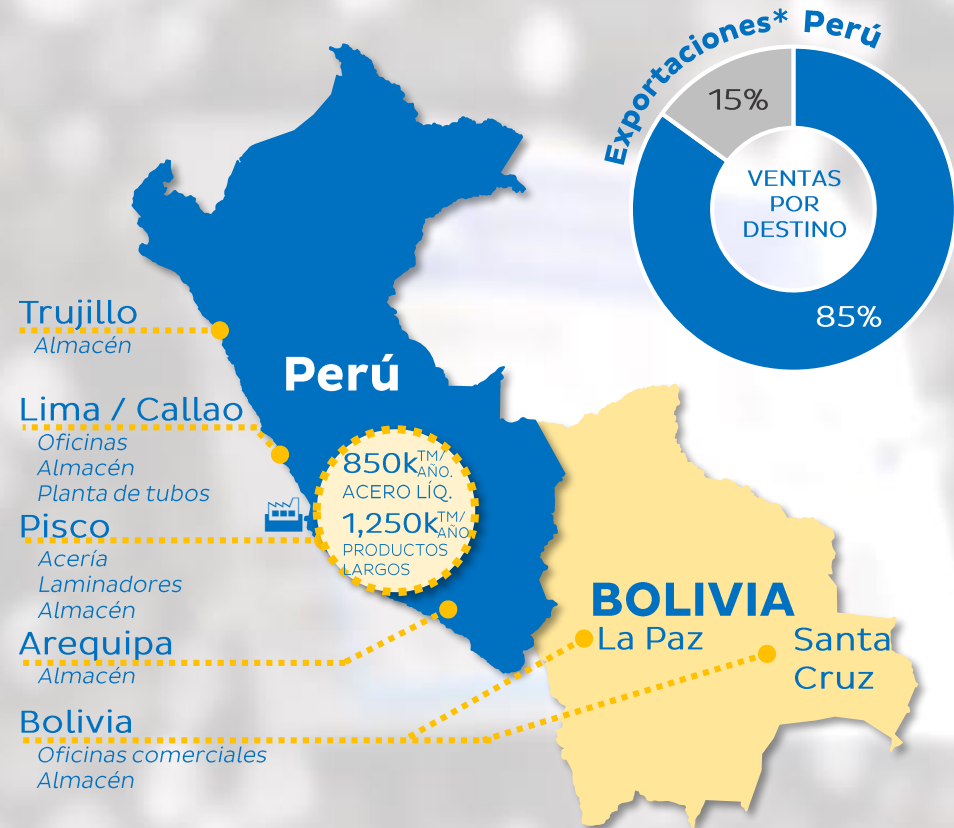 Exportaciones* Perú
15%
VENTAS
POR
DESTINO
85%
Trujillo
Almacén
Perú
Lima / Callao
Oficinas
Almacén
Planta de tubos
850k TM/
AÑO.
ACERO LÍQ.
1,250k TM/
AÑO
PRODUCTOS
LARGOS
Pisco
Acería
Laminadores
Almacén
Arequipa
Almacén
BOLIVIA
La Paz
Santa
Cruz
Bolivia
Oficinas comerciales
Almacén